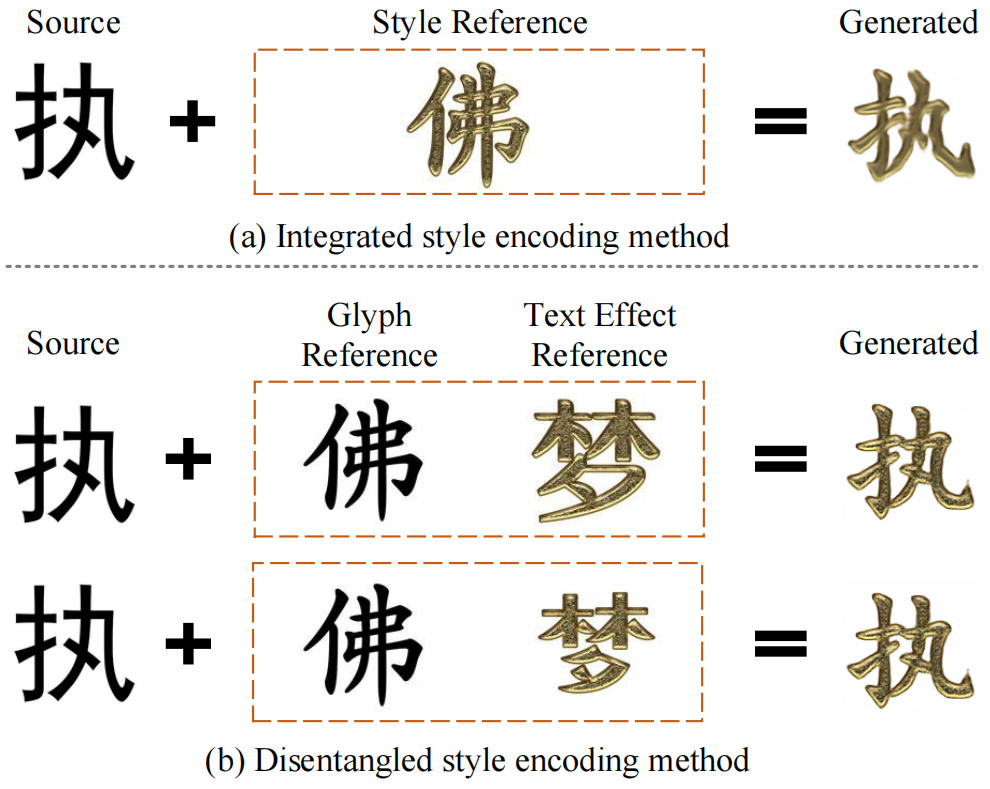 Source Style Reference Generated
执 + 佛 = 执
(a) Integrated style encoding method
Source Glyph Reference Text Effect Reference Generated
执 + 佛 梦 = 执
执 + 佛 梦 = 执
(b) Disentangled style encoding method